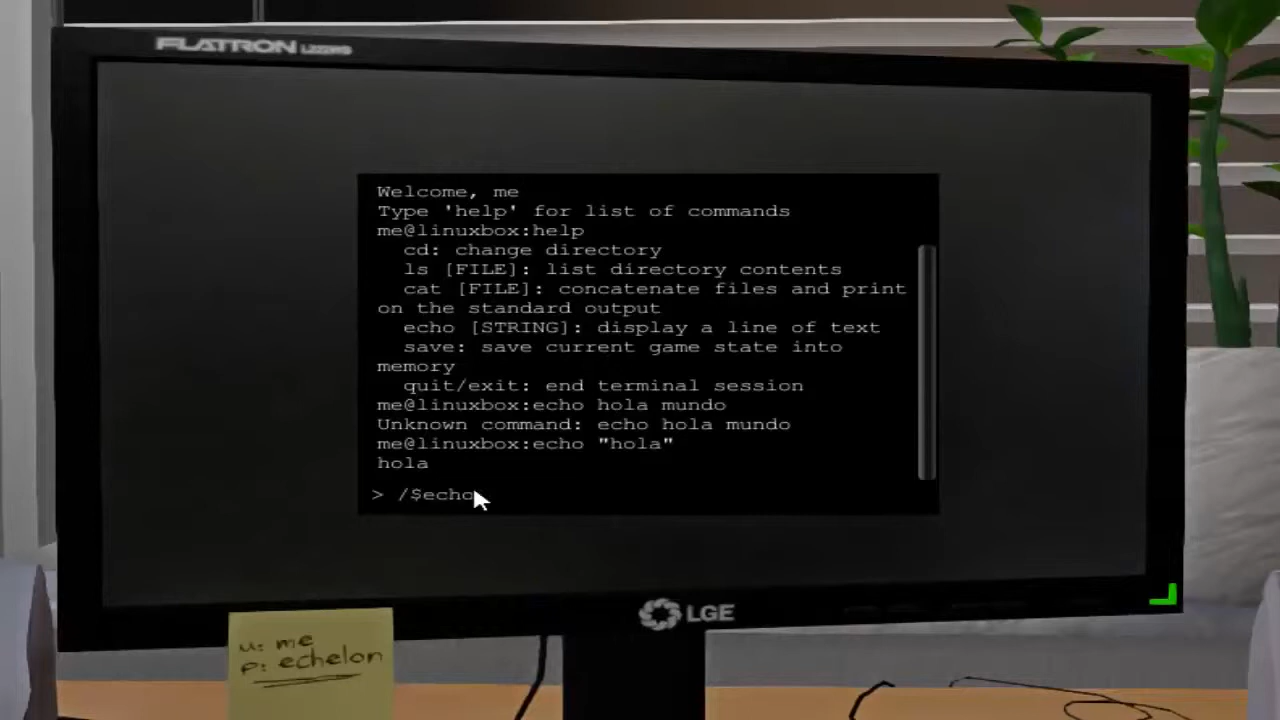 FLATRON
Welcome, me
Type 'help' for list of commands
me@linuxbox:help
cd: change directory
ls [FILE]: list directory contents
cat [FILE]: concatenate files and print
on the standard output
echo [STRING]: display a line of text
save: save current game state into
memory
quit/exit: end terminal session
me@linuxbox:echo hola mundo
Unknown command: echo hola mundo
me@linuxbox:echo "hola"
hola
> /$echo
LGE
u: me
p: echelon